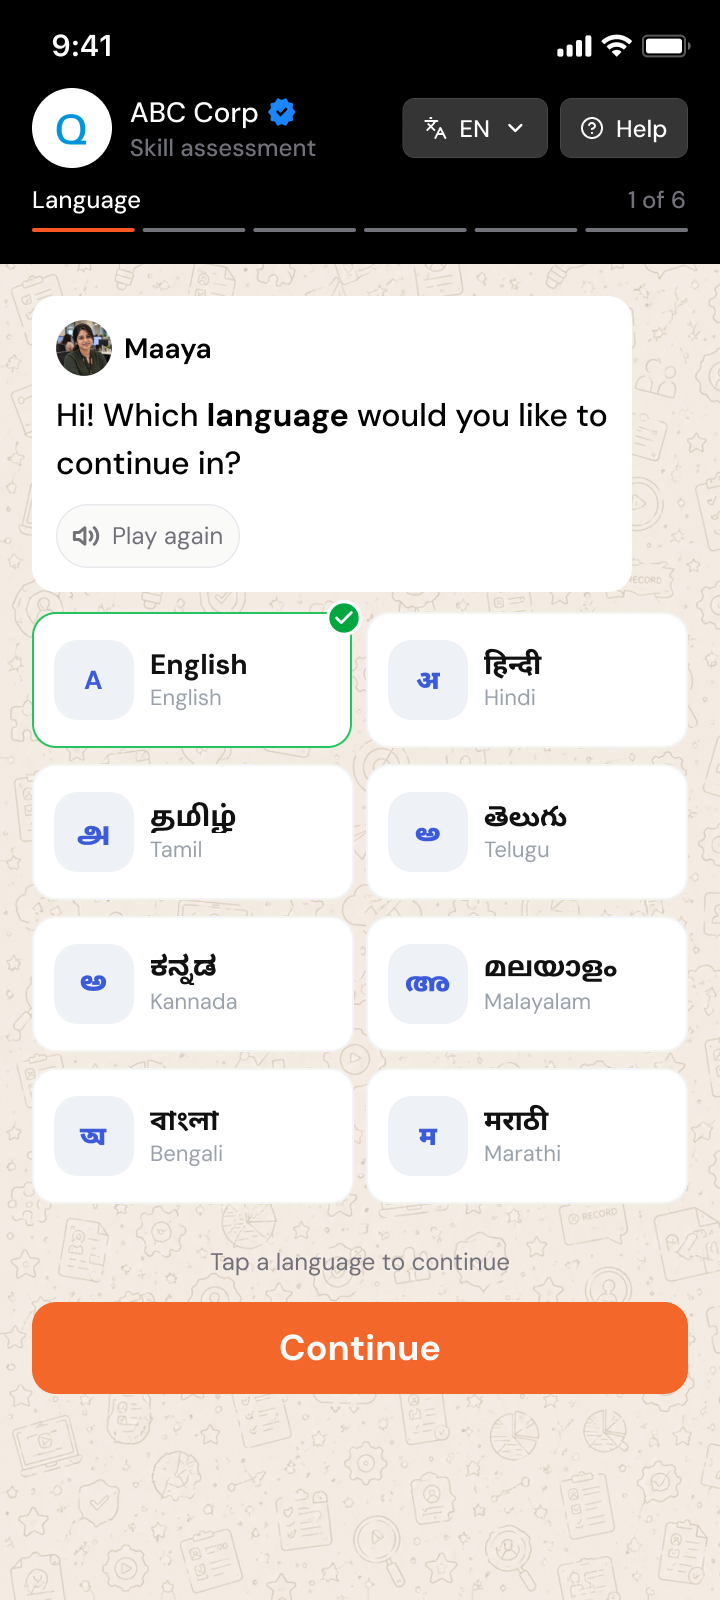 9:41
Q
ABC Corp
Skill assessment
EN
Help
Language
1 of 6
Maaya
Hi! Which language would you like to
continue in?
Play again
RECORD
A
English
English
अ
हिन्दी
Hindi
அ
தமிழ்
Tamil
అ
తెలుగు
Telugu
ಅ
ಕನ್ನಡ
Kannada
അ
മലയാളം
Malayalam
অ
বাংলা
Bengali
म
मराठी
Marathi
RECORD
Tap a language to continue
Continue